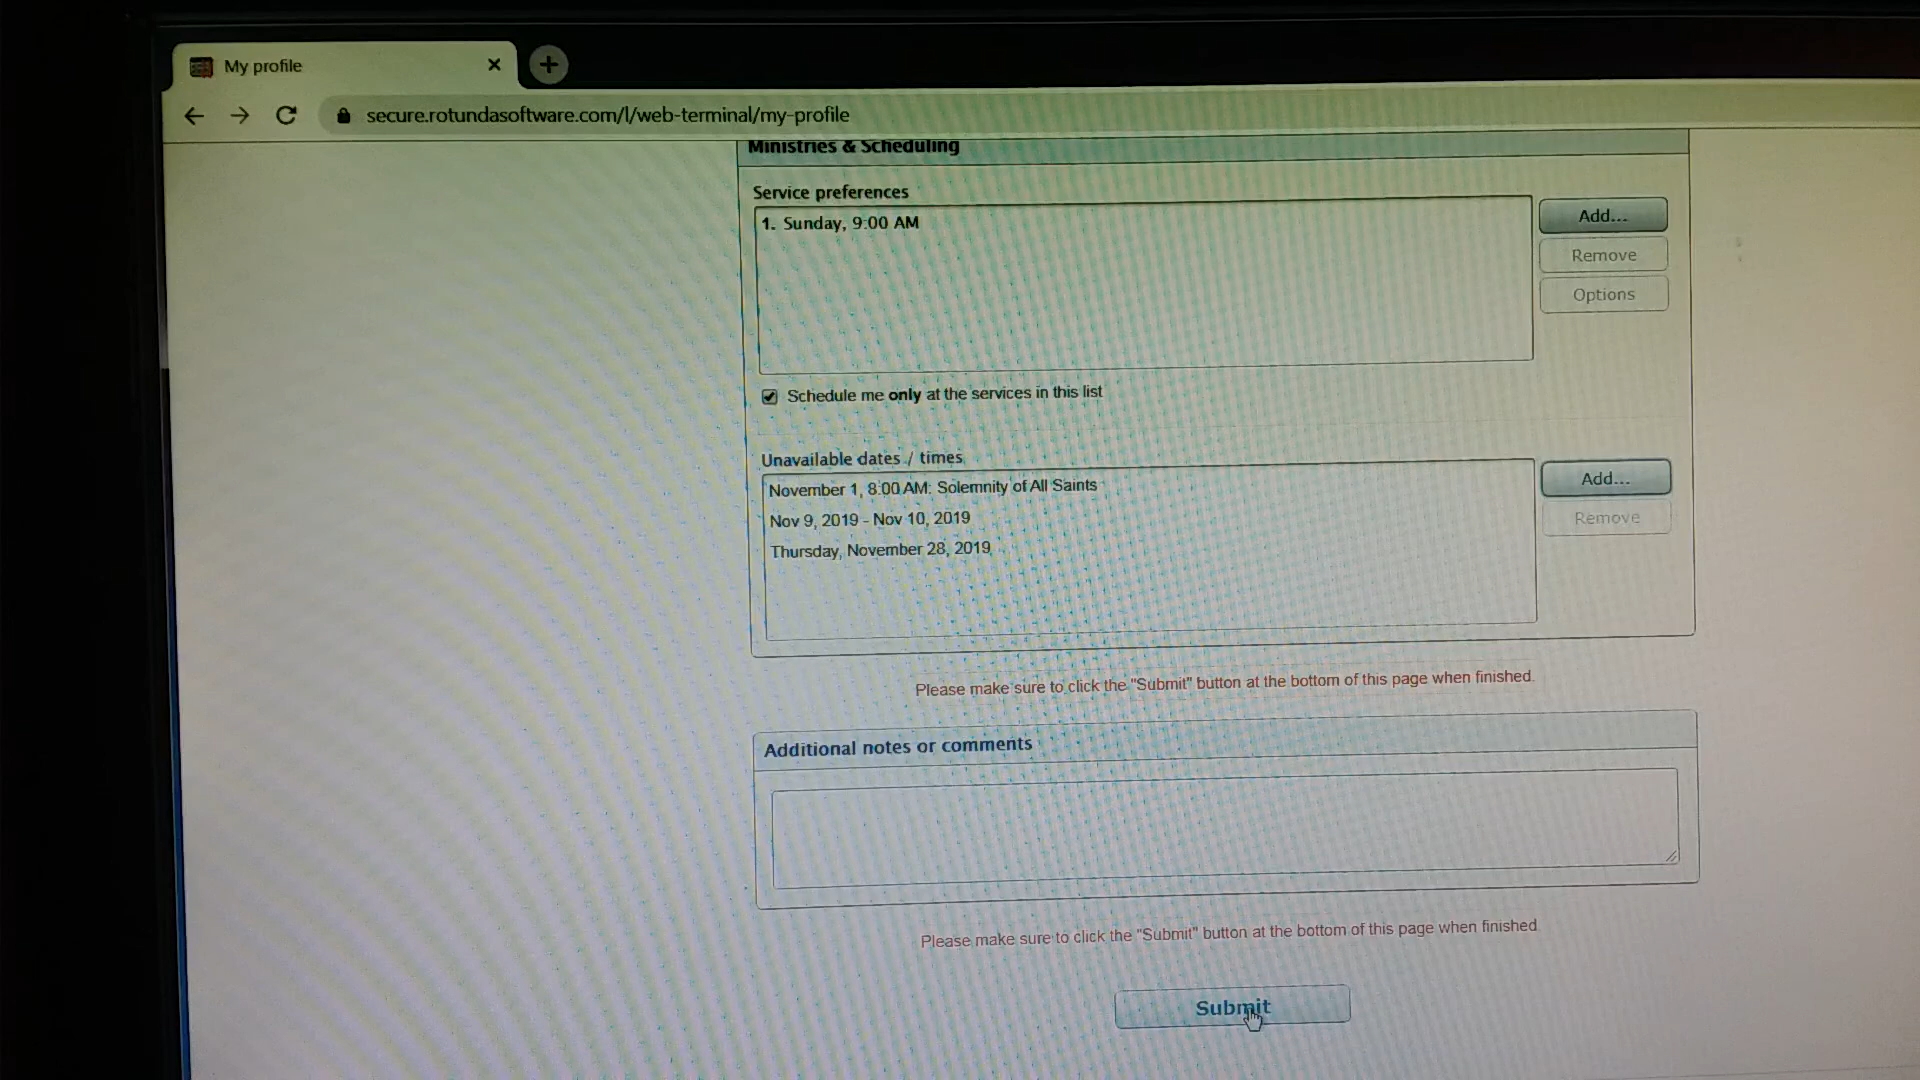 My profile
secure.rotundasoftware.com/l/web-terminal/my-profile
Ministries & Scheduling
Service preferences
1. Sunday, 9:00 AM
Add...
Remove
Options
Schedule me only at the services in this list
Unavailable dates / times
November 1, 8:00 AM: Solemnity of All Saints
Nov 9, 2019 - Nov 10, 2019
Thursday, November 28, 2019
Add...
Remove
Please make sure to click the "Submit" button at the bottom of this page when finished.
Additional notes or comments
Please make sure to click the "Submit" button at the bottom of this page when finished.
Submit